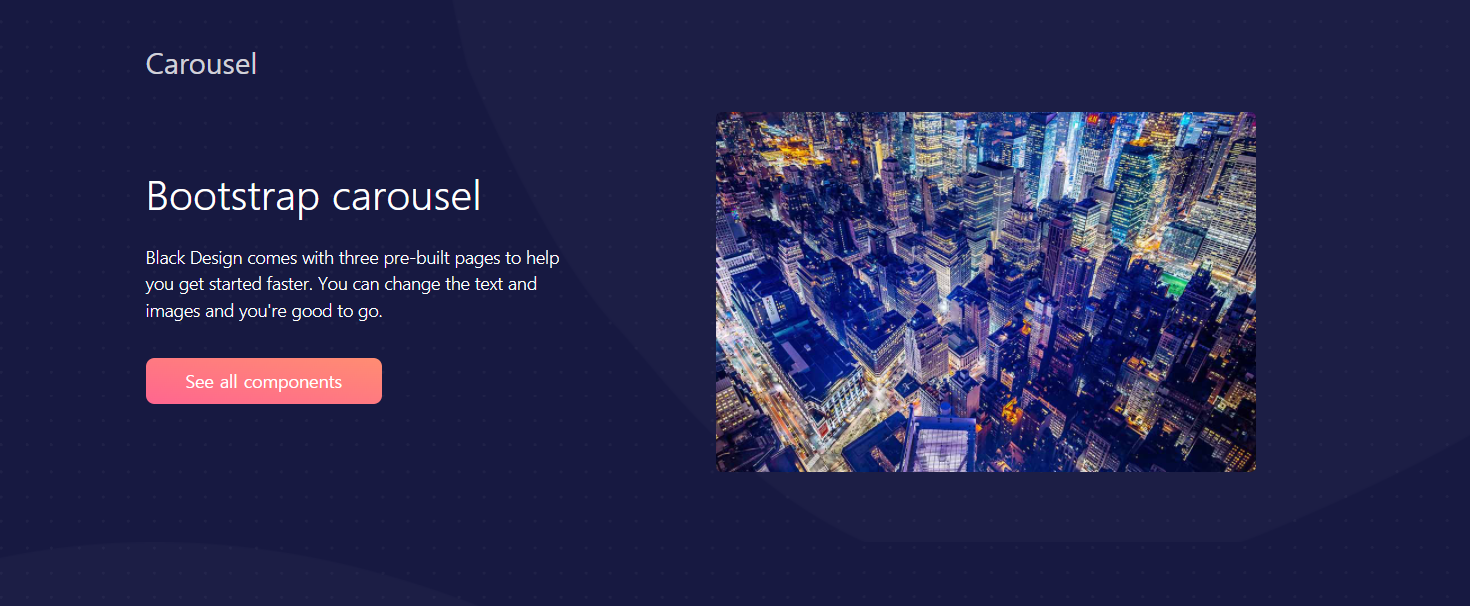 Carousel
Bootstrap carousel
Black Design comes with three pre-built pages to help
you get started faster. You can change the text and
images and you're good to go.
See all components